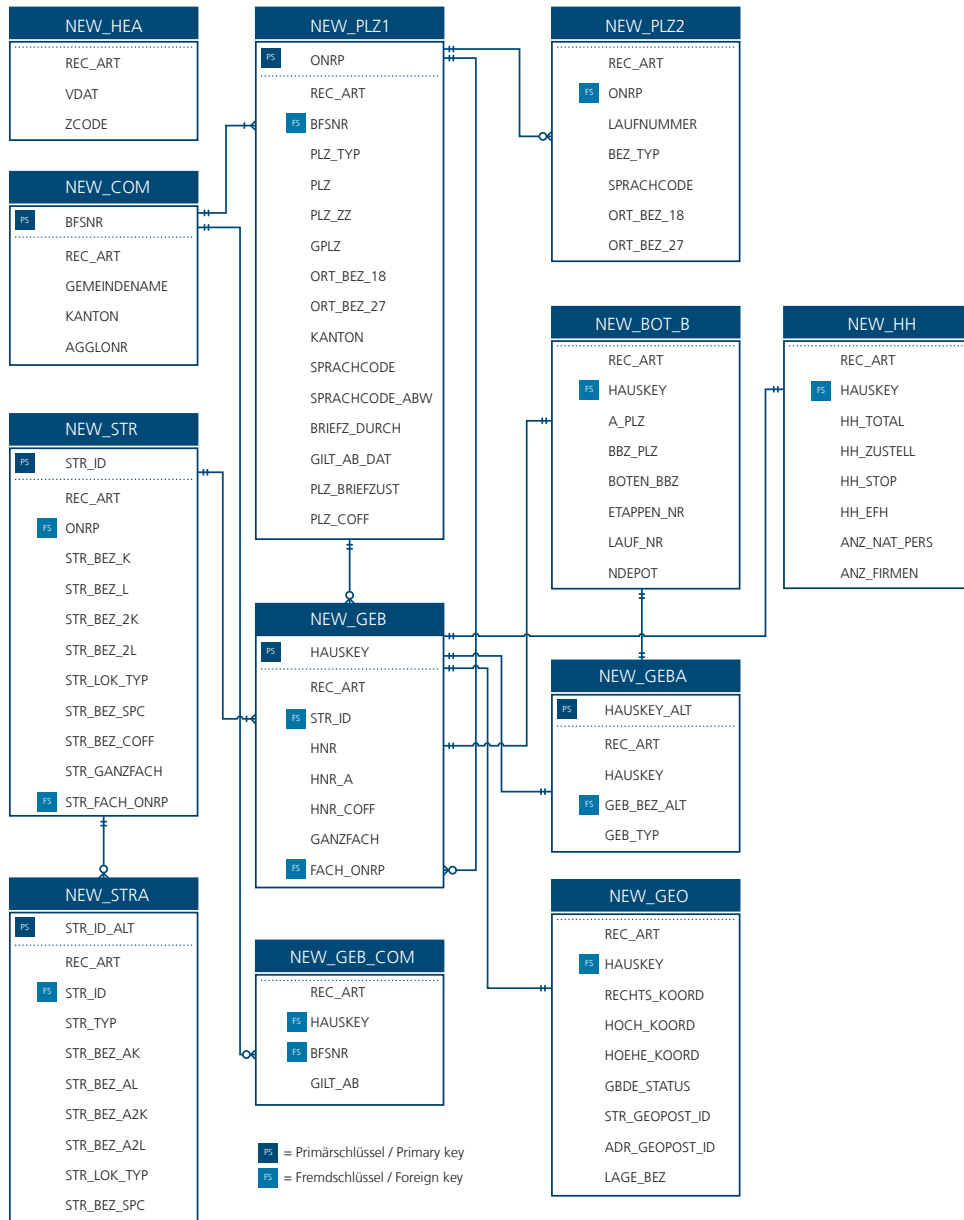 NEW_HEA
REC_ART
VDAT
ZCODE
NEW_COM
PS BFSNR
REC_ART
GEMEINDENAME
KANTON
AGGLONR
NEW_STR
PS STR_ID
REC_ART
FS ONRP
STR_BEZ_K
STR_BEZ_L
STR_BEZ_2K
STR_BEZ_2L
STR_LOK_TYP
STR_BEZ_SPC
STR_BEZ_COFF
STR_GANZFACH
FS STR_FACH_ONRP
NEW_STRA
PS STR_ID_ALT
REC_ART
FS STR_ID
STR_TYP
STR_BEZ_AK
STR_BEZ_AL
STR_BEZ_A2K
STR_BEZ_A2L
STR_LOK_TYP
STR_BEZ_SPC
NEW_PLZ1
PS ONRP
REC_ART
FS BFSNR
PLZ_TYP
PLZ
PLZ_ZZ
GPLZ
ORT_BEZ_18
ORT_BEZ_27
KANTON
SPRACHCODE
SPRACHCODE_ABW
BRIEFZ_DURCH
GILT_AB_DAT
PLZ_BRIEFZUST
PLZ_COFF
NEW_GEB
PS HAUSKEY
REC_ART
FS STR_ID
HNR
HNR_A
HNR_COFF
GANZFACH
FS FACH_ONRP
NEW_GEB_COM
REC_ART
FS HAUSKEY
FS BFSNR
GILT_AB
PS = Primärschlüssel / Primary key
FS = Fremdschlüssel / Foreign key
NEW_PLZ2
REC_ART
FS ONRP
LAUFNUMMER
BEZ_TYP
SPRACHCODE
ORT_BEZ_18
ORT_BEZ_27
NEW_BOT_B
REC_ART
FS HAUSKEY
A_PLZ
BBZ_PLZ
BOTEN_BBZ
ETAPPEN_NR
LAUF_NR
NDEPOT
NEW_HH
REC_ART
FS HAUSKEY
HH_TOTAL
HH_ZUSTELL
HH_STOP
HH_EFH
ANZ_NAT_PERS
ANZ_FIRMEN
NEW_GEBA
PS HAUSKEY_ALT
REC_ART
HAUSKEY
FS GEB_BEZ_ALT
GEB_TYP
NEW_GEO
REC_ART
FS HAUSKEY
RECHTS_KOORD
HOCH_KOORD
HOEHE_KOORD
GBDE_STATUS
STR_GEOPOST_ID
ADR_GEOPOST_ID
LAGE_BEZ